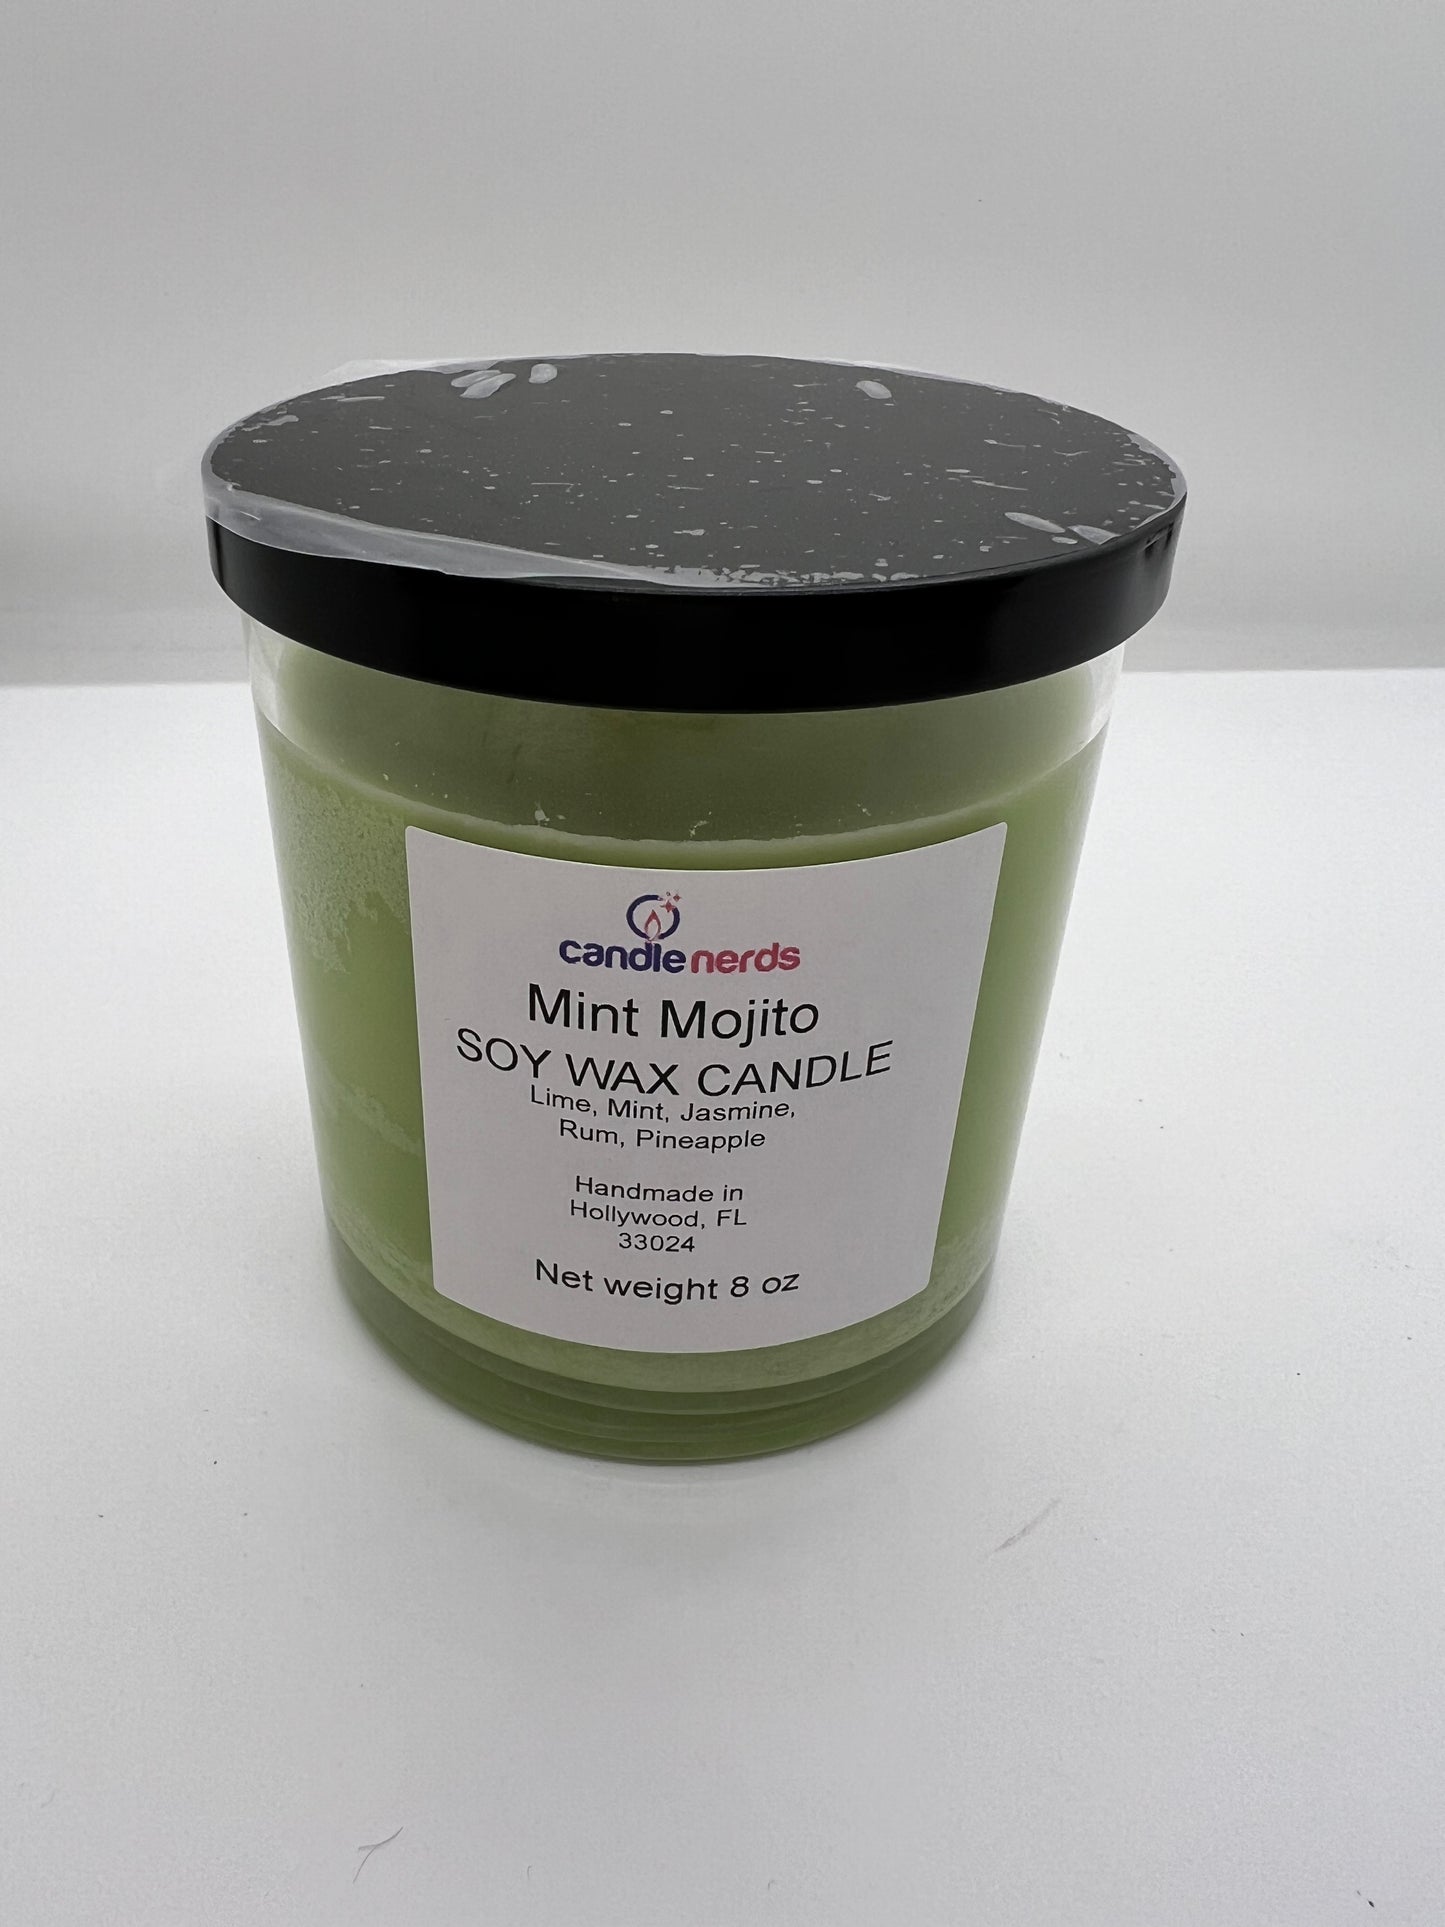 candle nerds
Mint Mojito
SOY WAX CANDLE
Lime, Mint, Jasmine,
Rum, Pineapple
Handmade in
Hollywood, FL
33024
Net weight 8 oz